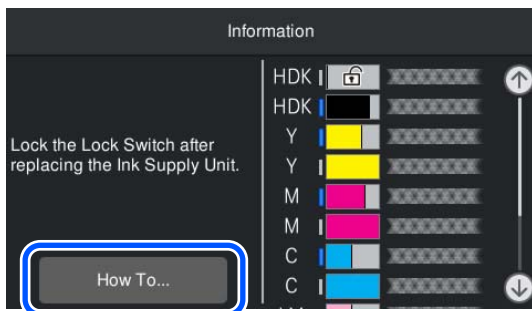 Information
Lock the Lock Switch after
replacing the Ink Supply Unit.
How To...
HDK
HDK
Y
Y
M
M
C
C